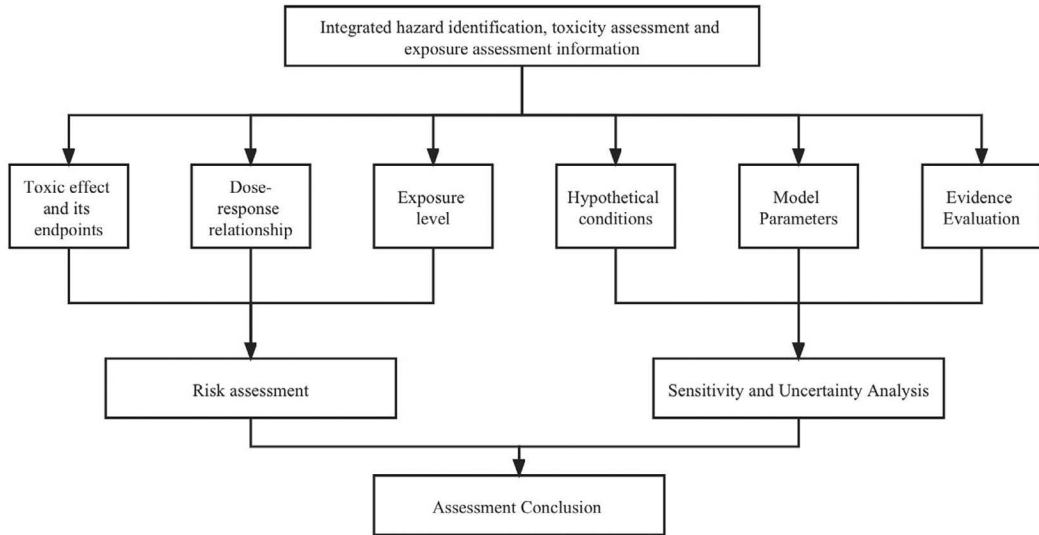 Integrated hazard identification, toxicity assessment and
exposure assessment information
Toxic effect
and its
endpoints
Dose-
response
relationship
Exposure
level
Hypothetical
conditions
Model
Parameters
Evidence
Evaluation
Risk assessment
Sensitivity and Uncertainty Analysis
Assessment Conclusion